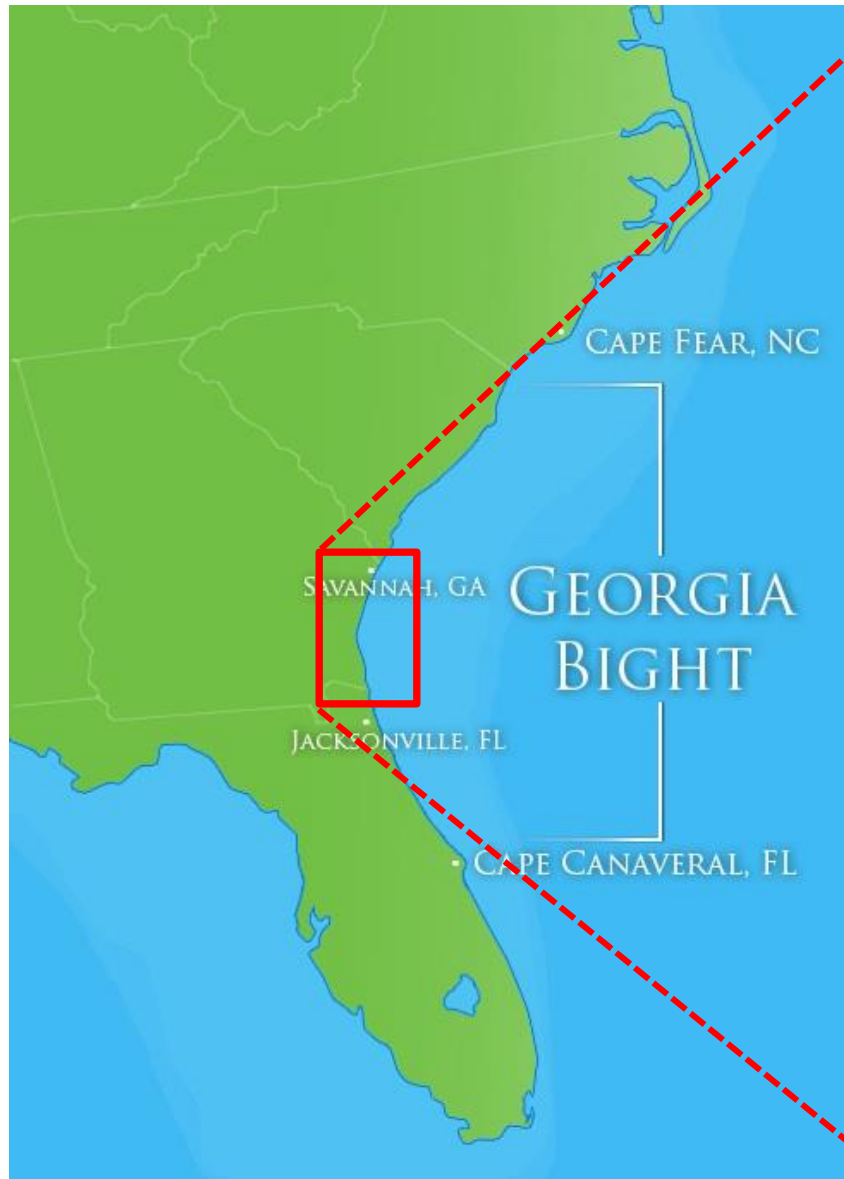 CAPE FEAR, NC
SAVANNAH, GA
GEORGIA
BIGHT
JACKSONVILLE, FL
CAPE CANAVERAL, FL